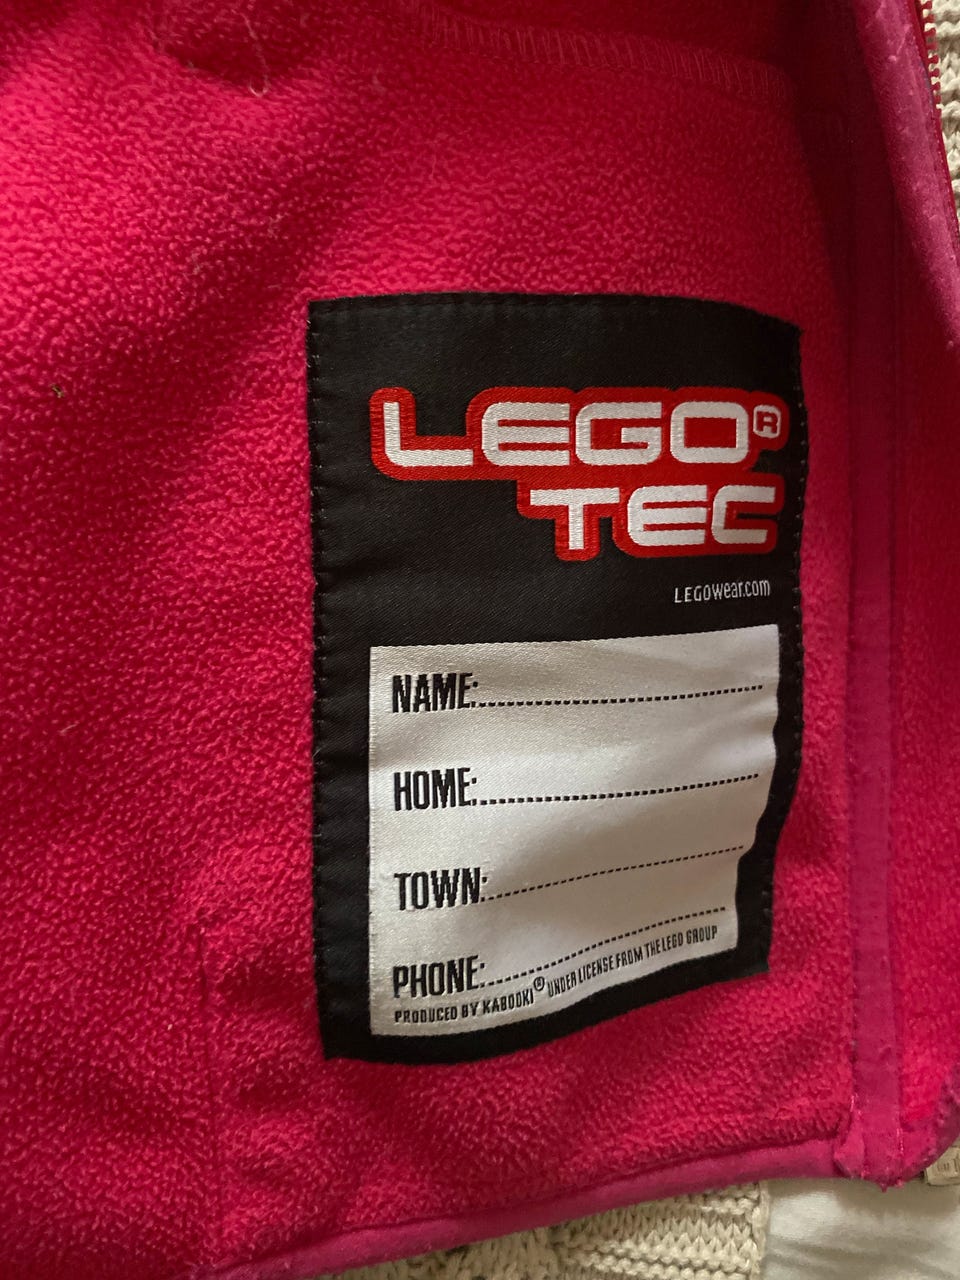 LEGO®
TEC
LEGOwear.com
NAME:
HOME:
TOWN:
PHONE:
PRODUCED BY KABOOKI® UNDER LICENSE FROM THE LEGO GROUP